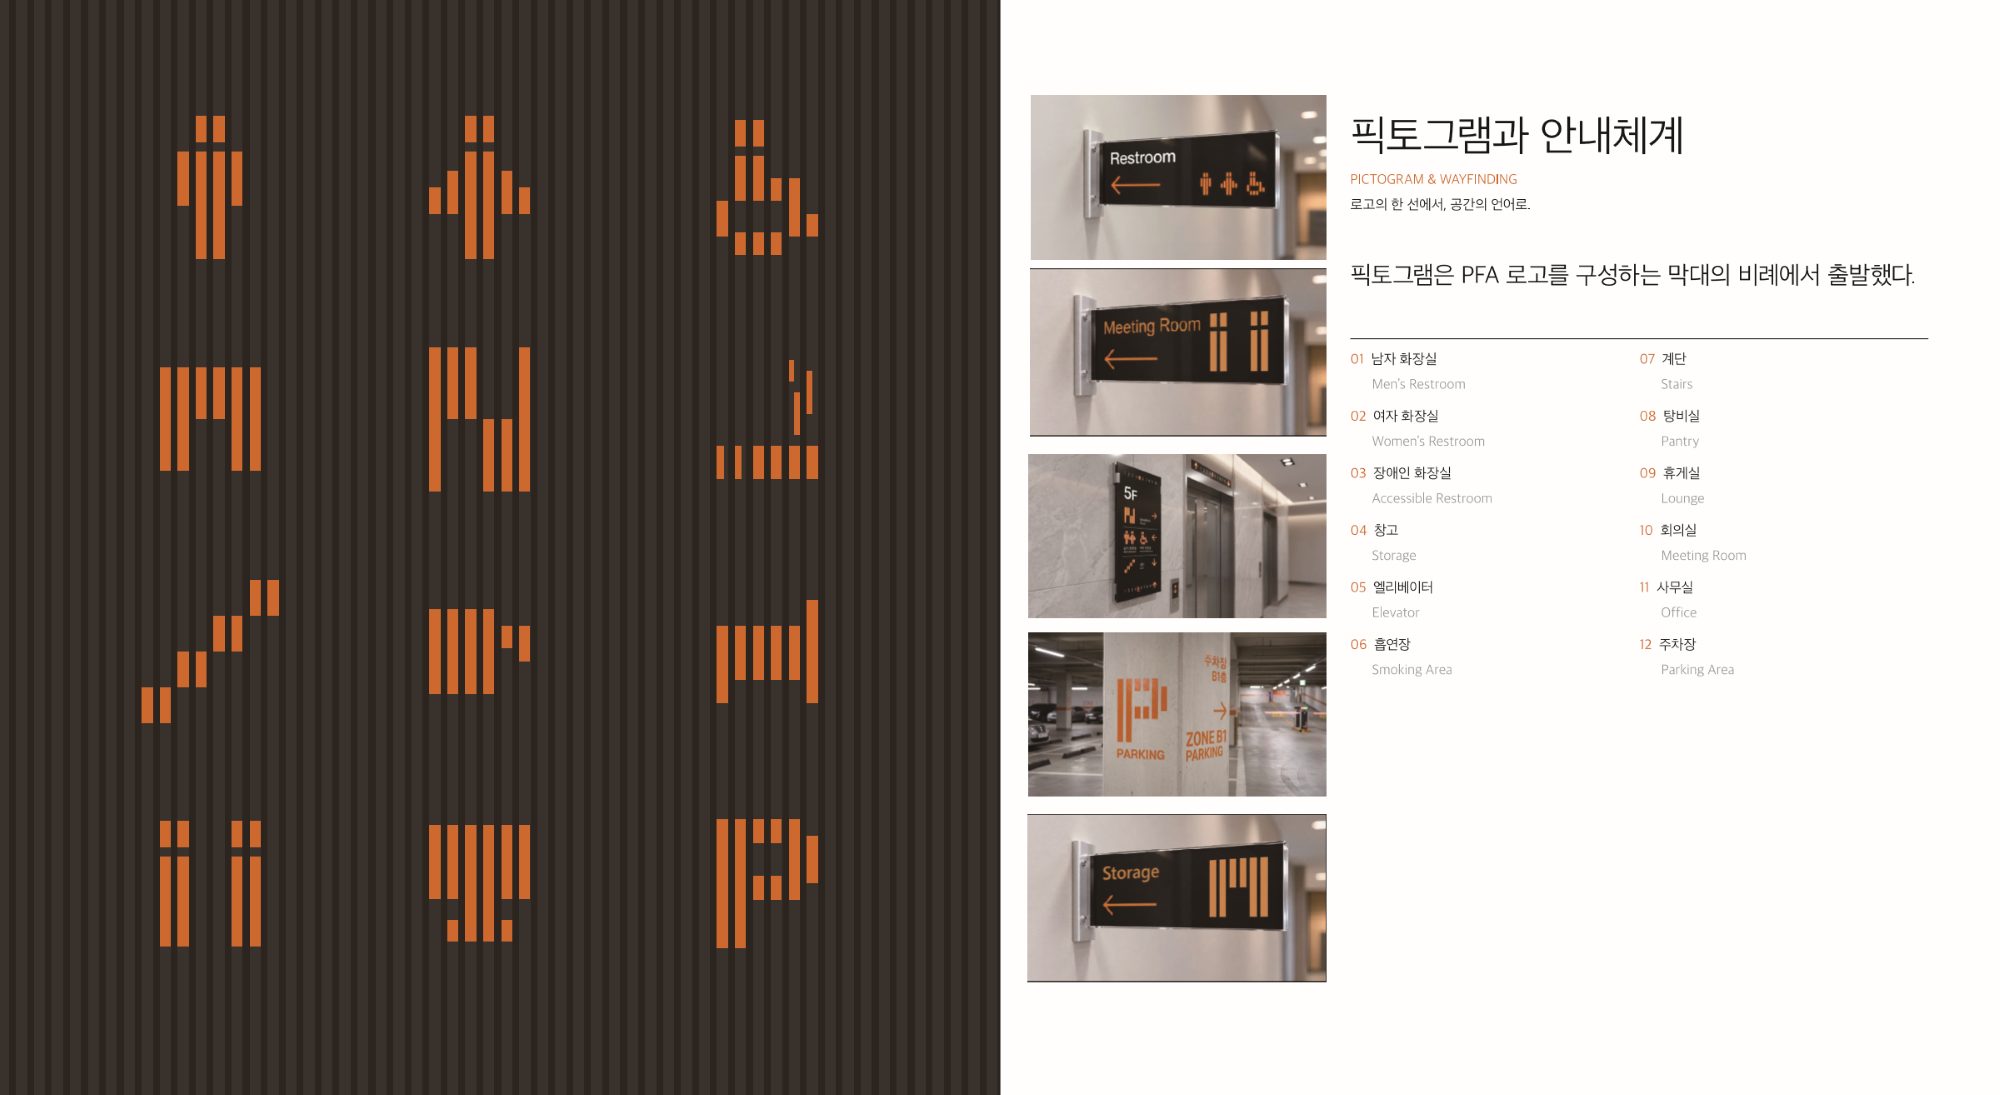 Restroom
Meeting Room
5F
주차장
B1층
PARKING
ZONE B1
PARKING
Storage
픽토그램과 안내체계
PICTOGRAM & WAYFINDING
로고의 한 선에서, 공간의 언어로.
픽토그램은 PFA 로고를 구성하는 막대의 비례에서 출발했다.
01 남자 화장실
Men's Restroom
02 여자 화장실
Women's Restroom
03 장애인 화장실
Accessible Restroom
04 창고
Storage
05 엘리베이터
Elevator
06 흡연장
Smoking Area
07 계단
Stairs
08 탕비실
Pantry
09 휴게실
Lounge
10 회의실
Meeting Room
11 사무실
Office
12 주차장
Parking Area